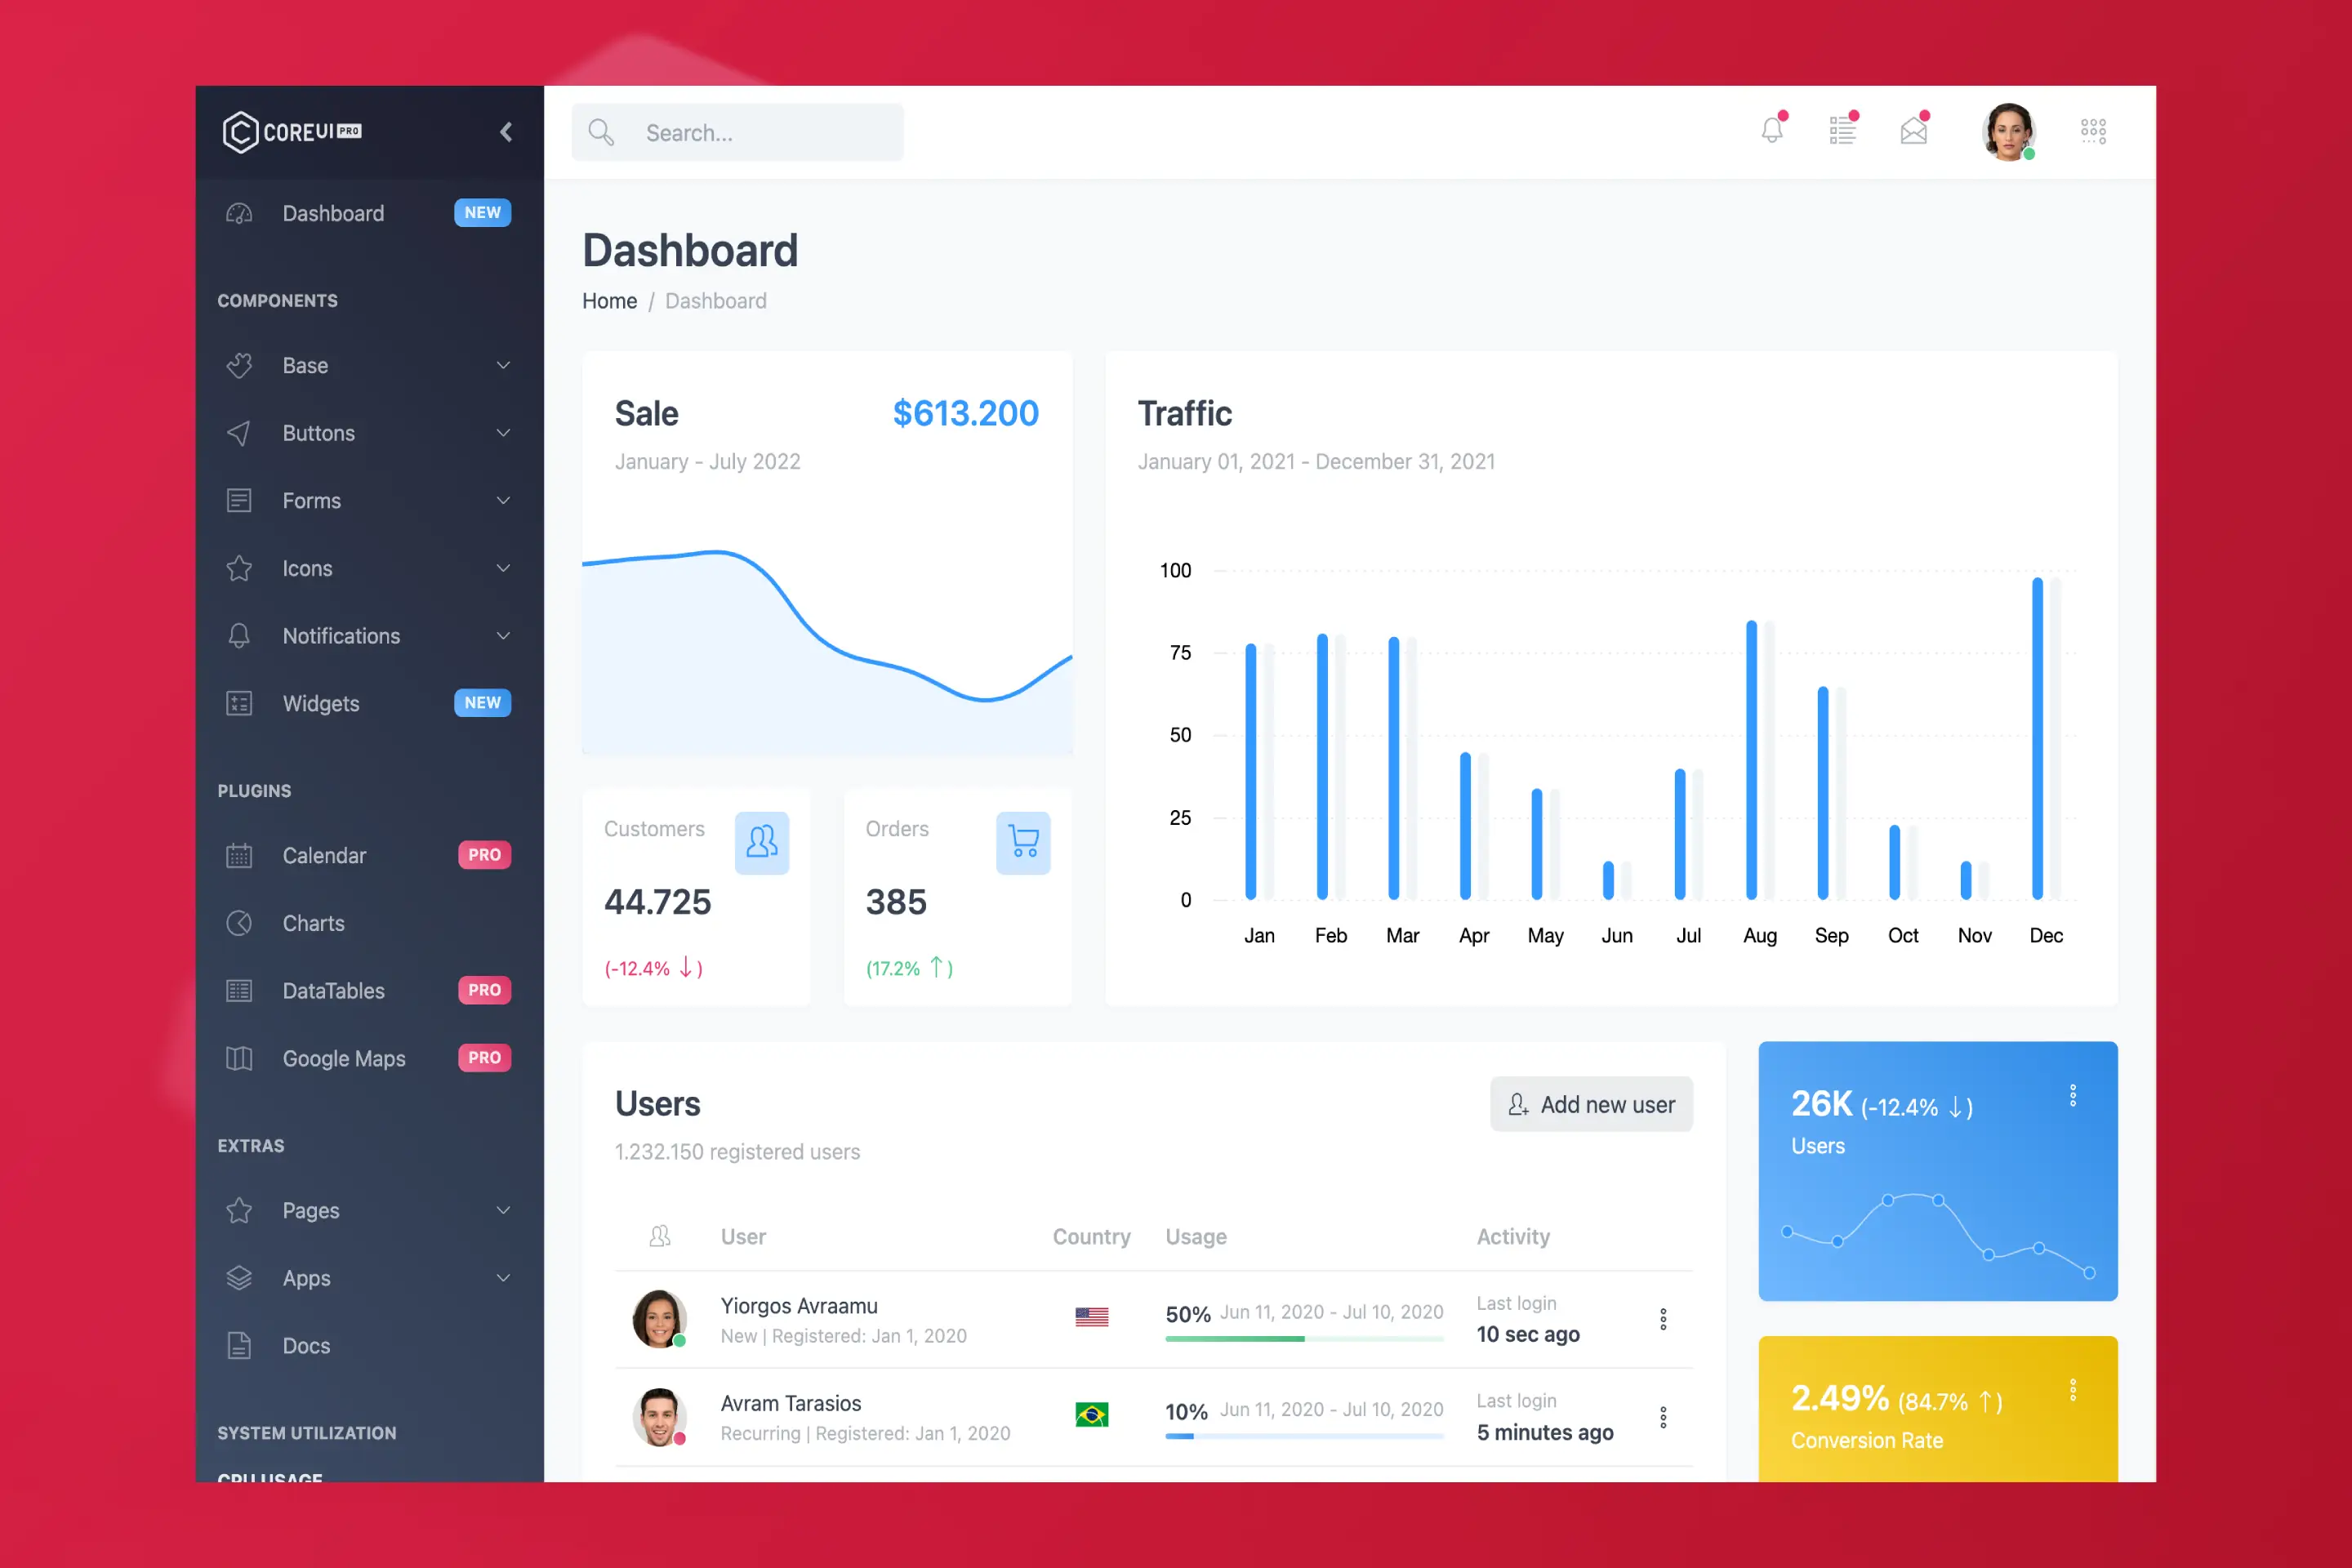 COREUI PRO
Search...
Dashboard NEW
COMPONENTS
Base
Buttons
Forms
Icons
Notifications
Widgets NEW
PLUGINS
Calendar PRO
Charts
DataTables PRO
Google Maps PRO
EXTRAS
Pages
Apps
Docs
SYSTEM UTILIZATION
CPU USAGE
Dashboard
Home / Dashboard
Sale $613.200
January - July 2022
Customers
44.725
(-12.4% ↓)
Orders
385
(17.2% ↑)
Traffic
January 01, 2021 - December 31, 2021
100
75
50
25
0
Jan Feb Mar Apr May Jun Jul Aug Sep Oct Nov Dec
Users
Add new user
1.232.150 registered users
User Country Usage Activity
Yiorgos Avraamu
New | Registered: Jan 1, 2020
50% Jun 11, 2020 - Jul 10, 2020
Last login
10 sec ago
Avram Tarasios
Recurring | Registered: Jan 1, 2020
10% Jun 11, 2020 - Jul 10, 2020
Last login
5 minutes ago
26K (-12.4% ↓)
Users
2.49% (84.7% ↑)
Conversion Rate